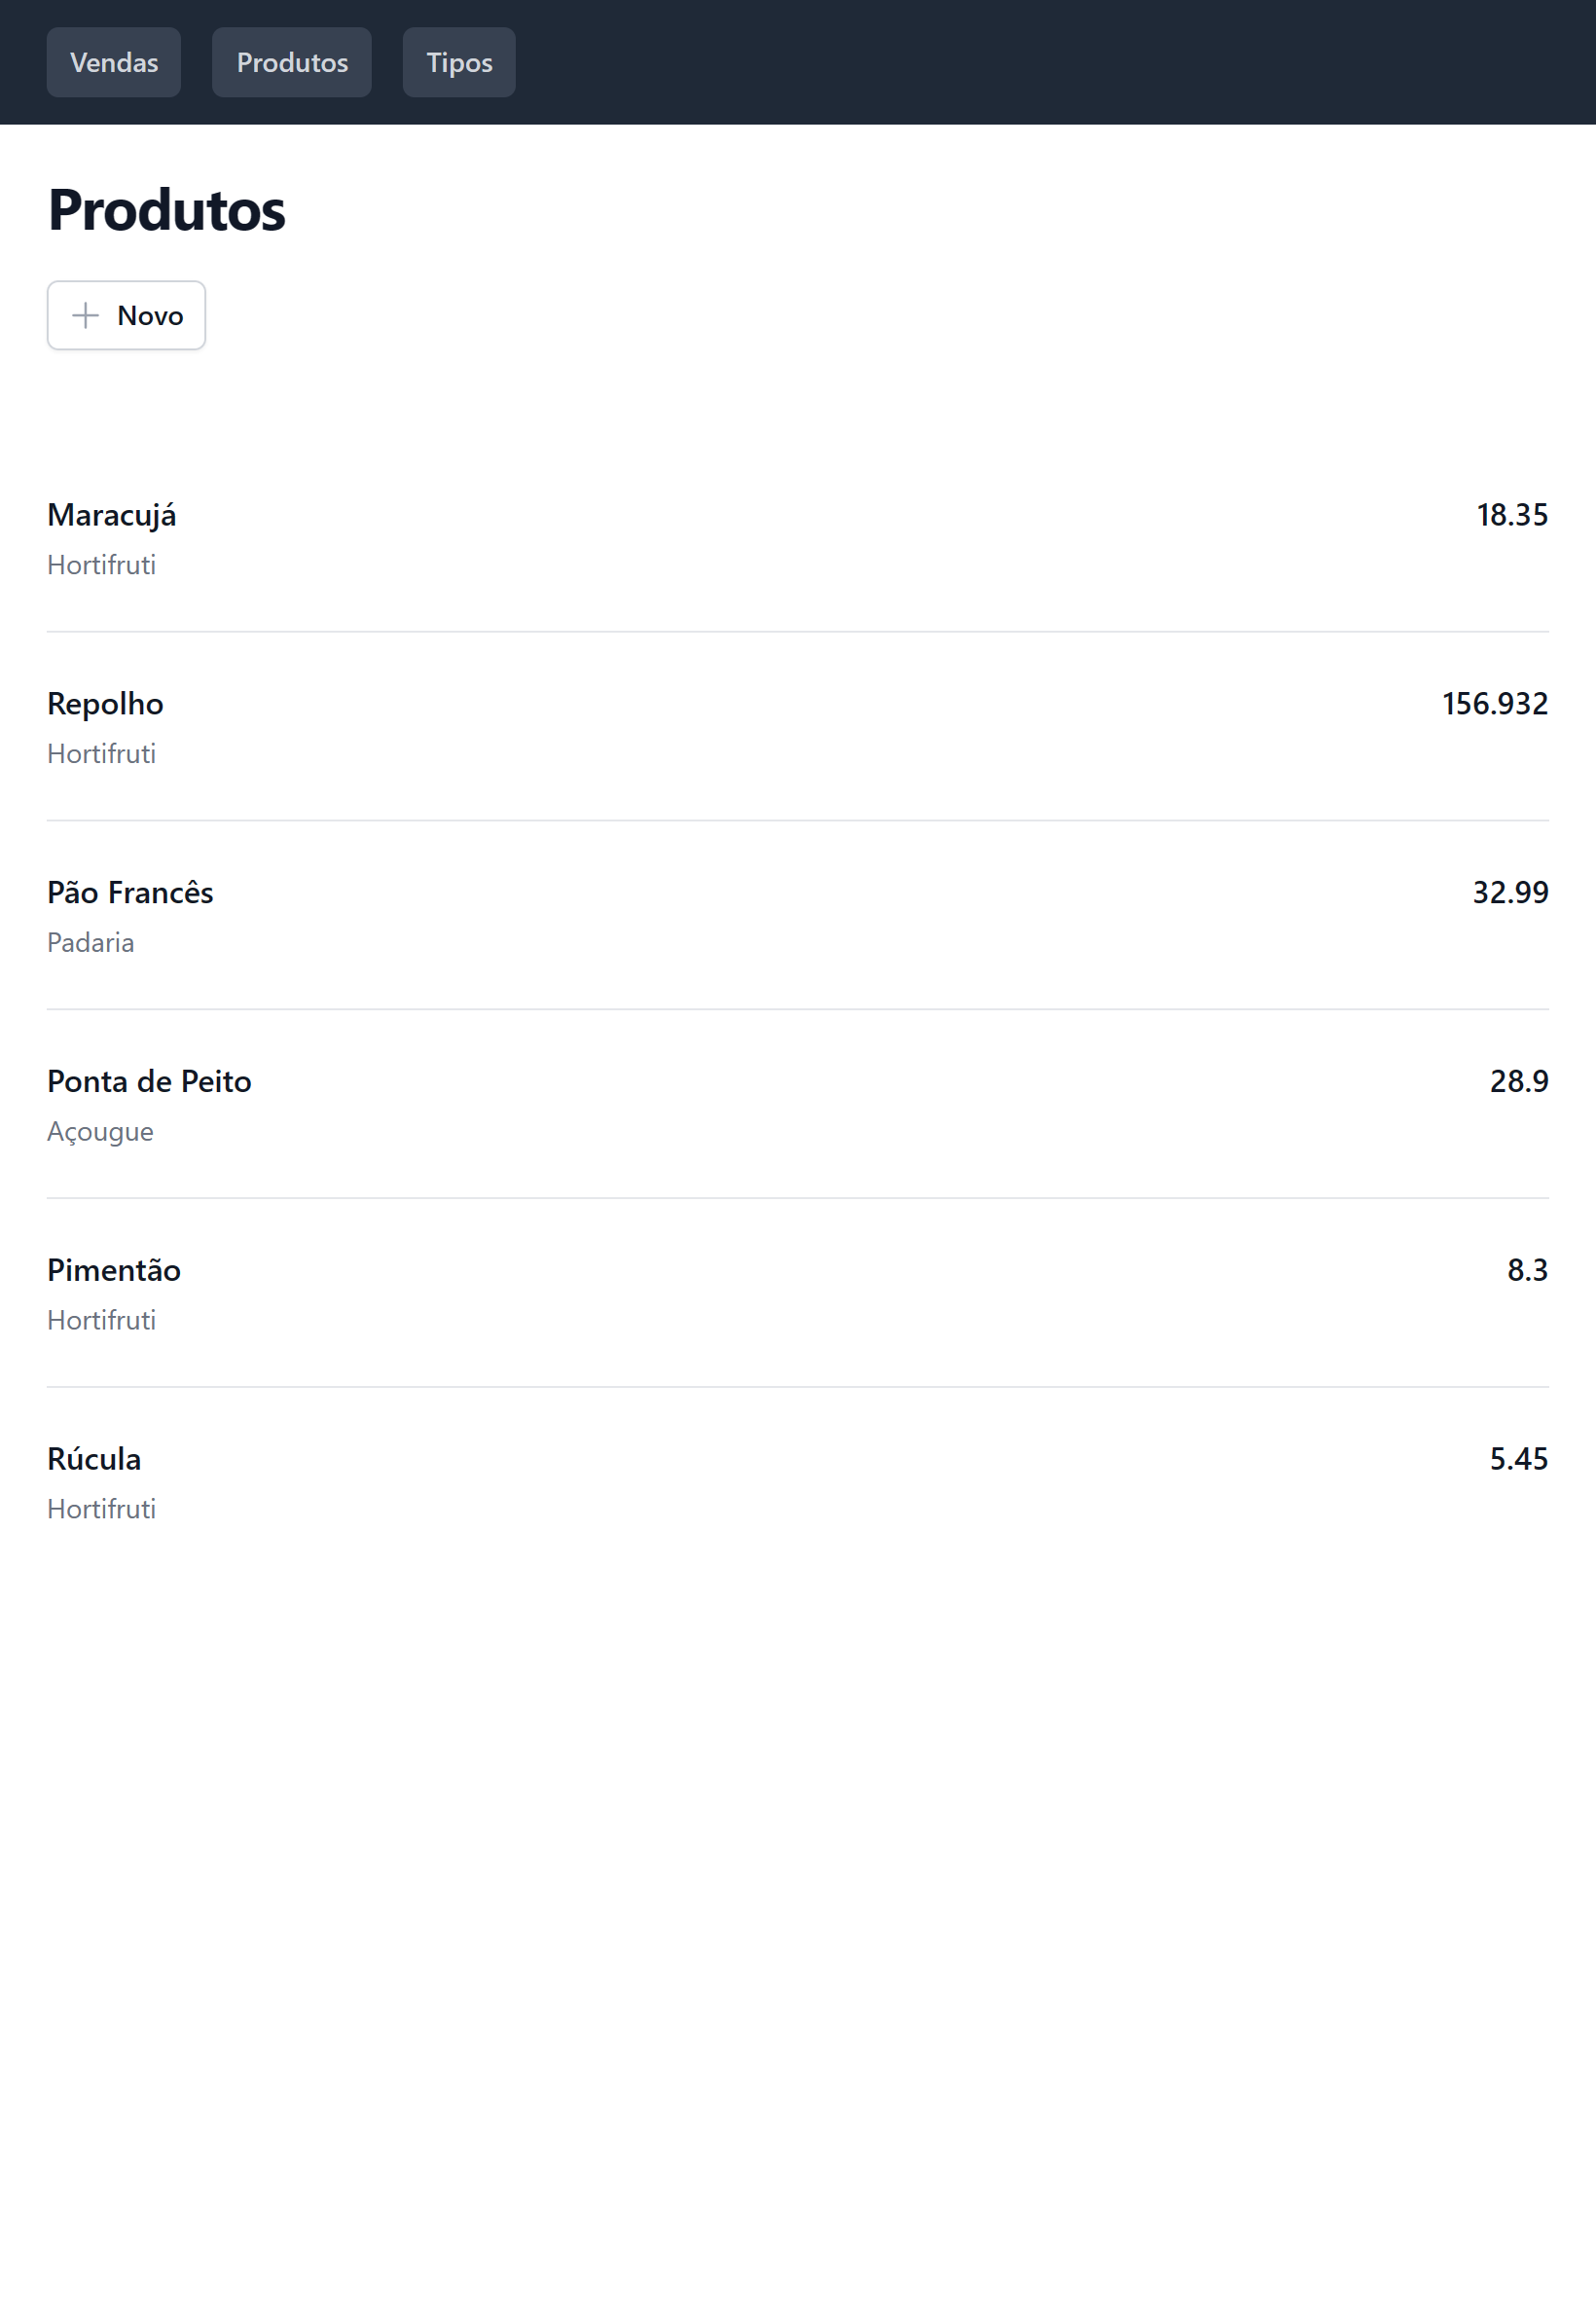 Vendas Produtos Tipos
Produtos
Novo
Maracujá 18.35
Hortifruti
Repolho 156.932
Hortifruti
Pão Francês 32.99
Padaria
Ponta de Peito 28.9
Açougue
Pimentão 8.3
Hortifruti
Rúcula 5.45
Hortifruti